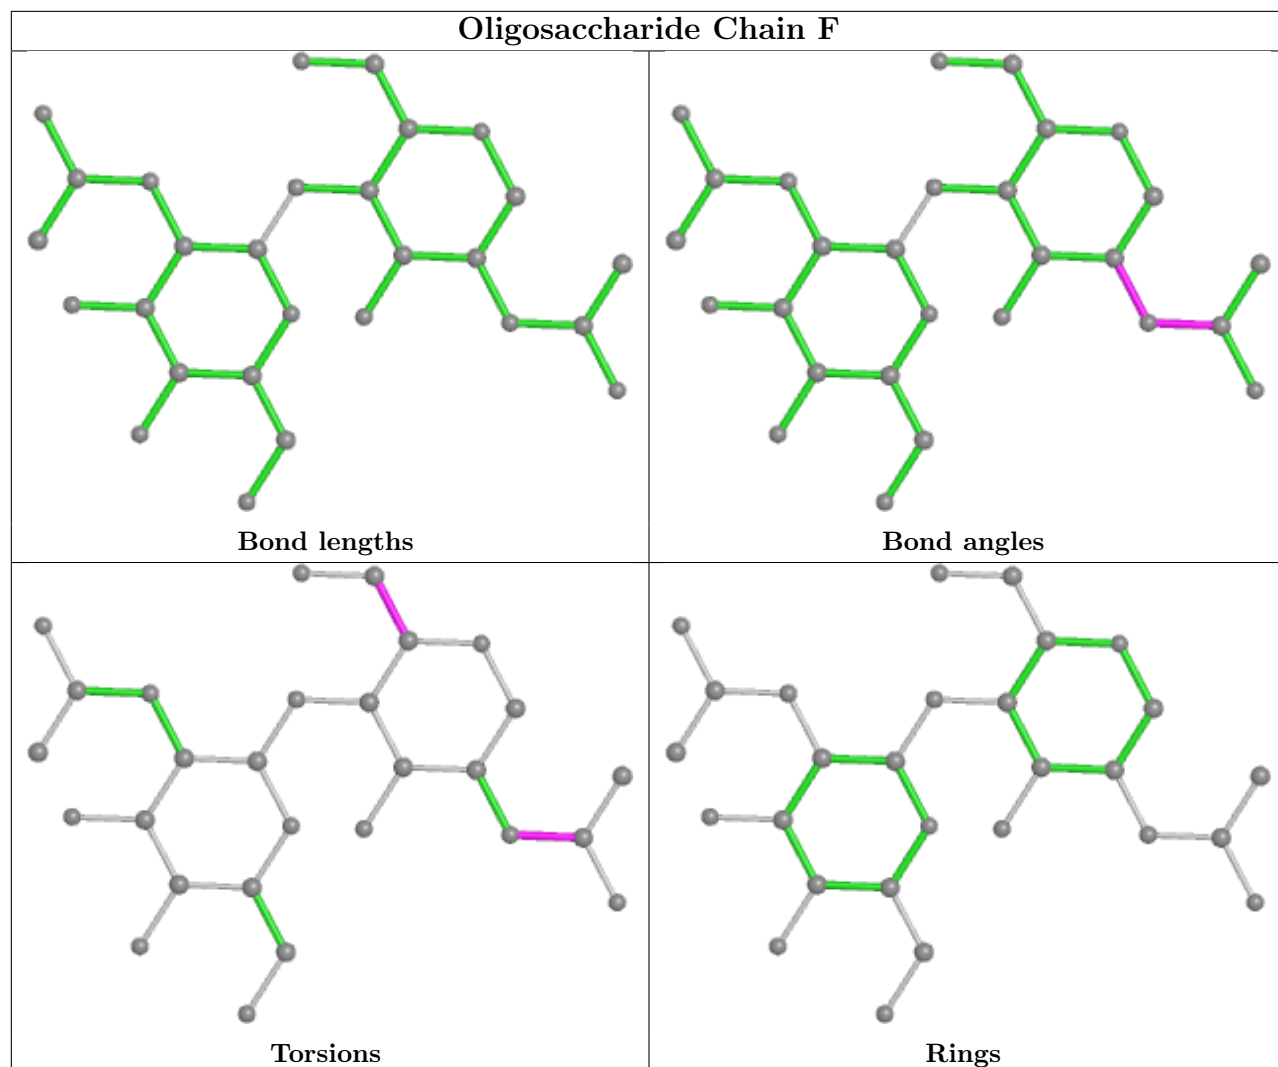 Oligosaccharide Chain F
Bond lengths
Bond angles
Torsions
Rings